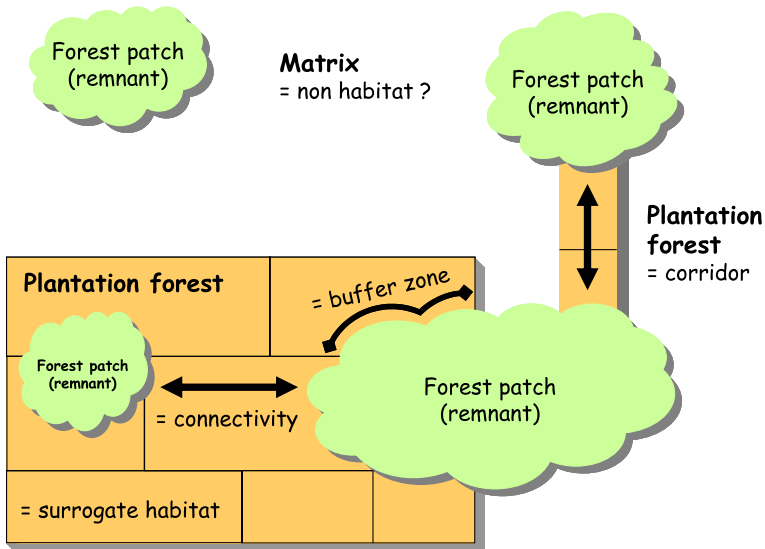 Forest patch
(remnant)
Matrix
= non habitat ?
Forest patch
(remnant)
Plantation
forest
= corridor
Plantation forest
= buffer zone
Forest patch
(remnant)
= connectivity
Forest patch
(remnant)
= surrogate habitat